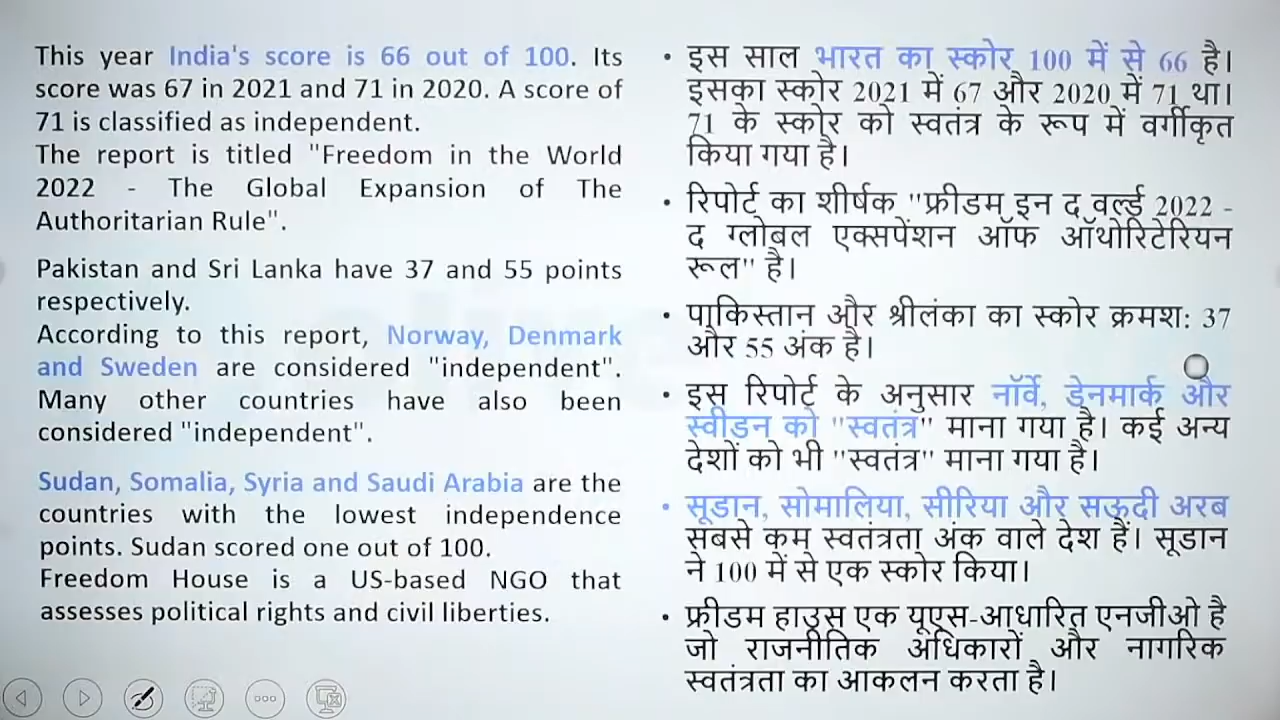 This year India's score is 66 out of 100. Its
score was 67 in 2021 and 71 in 2020. A score of
71 is classified as independent.
The report is titled "Freedom in the World
2022 - The Global Expansion of The
Authoritarian Rule".
Pakistan and Sri Lanka have 37 and 55 points
respectively.
According to this report, Norway, Denmark
and Sweden are considered "independent".
Many other countries have also been
considered "independent".
Sudan, Somalia, Syria and Saudi Arabia are the
countries with the lowest independence
points. Sudan scored one out of 100.
Freedom House is a US-based NGO that
assesses political rights and civil liberties.
• इस साल भारत का स्कोर 100 में से 66 है।
इसका स्कोर 2021 में 67 और 2020 में 71 था।
71 के स्कोर को स्वतंत्र के रूप में वर्गीकृत
किया गया है।
• रिपोर्ट का शीर्षक "फ्रीडम इन द वर्ल्ड 2022 -
द ग्लोबल एक्सपेंशन ऑफ ऑथोरिटेरियन
रूल" है।
• पाकिस्तान और श्रीलंका का स्कोर क्रमश: 37
और 55 अंक है।
• इस रिपोर्ट के अनुसार नॉर्वे, डेनमार्क और
स्वीडन को "स्वतंत्र" माना गया है। कई अन्य
देशों को भी "स्वतंत्र" माना गया है।
• सूडान, सोमालिया, सीरिया और सऊदी अरब
सबसे कम स्वतंत्रता अंक वाले देश हैं। सूडान
ने 100 में से एक स्कोर किया।
• फ्रीडम हाउस एक यूएस-आधारित एनजीओ है
जो राजनीतिक अधिकारों और नागरिक
स्वतंत्रता का आकलन करता है।